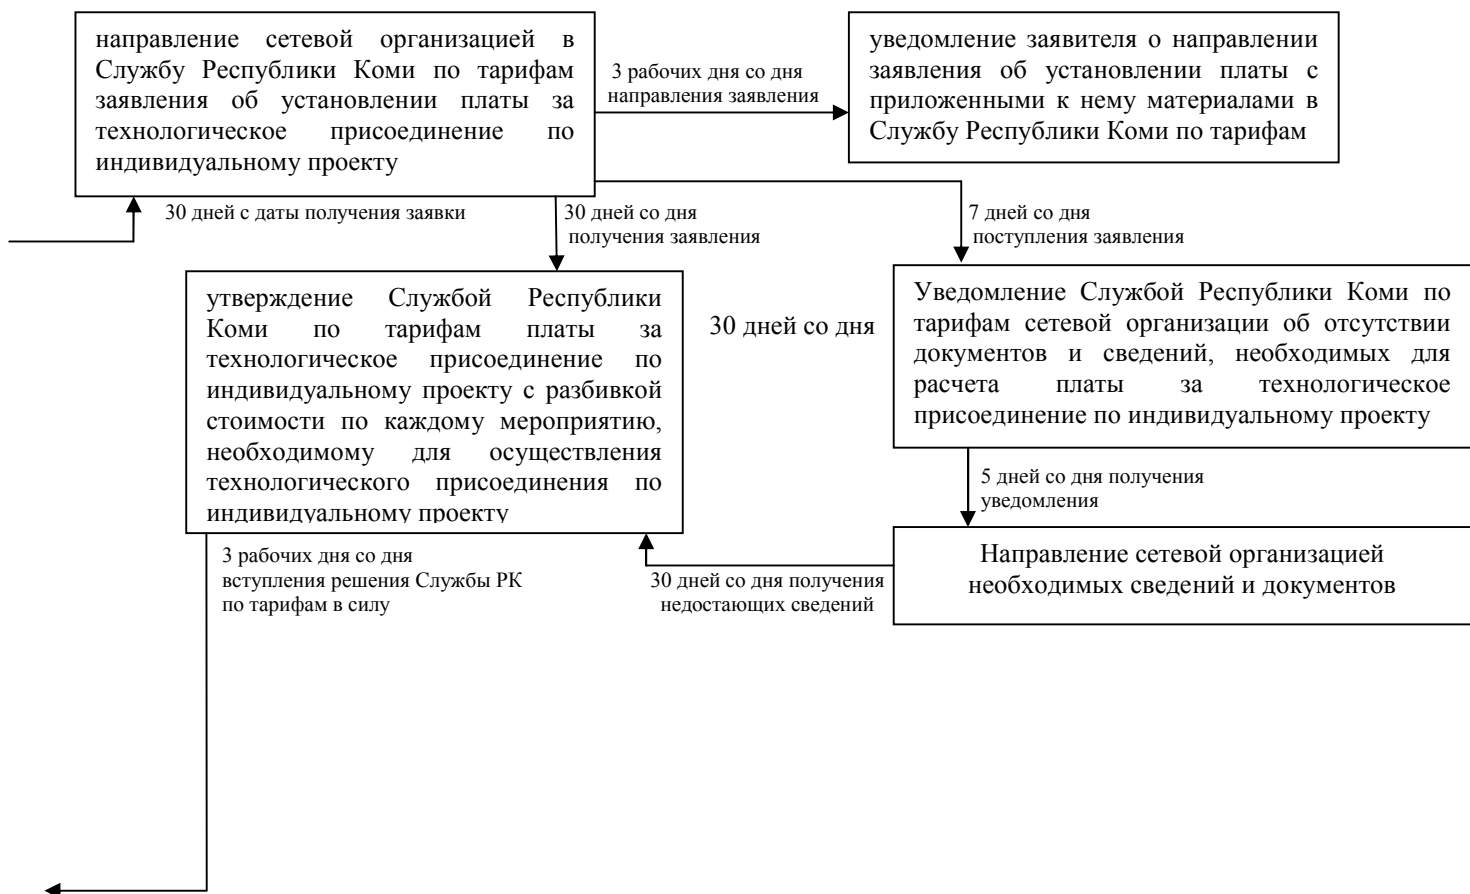 направление сетевой организацией в
Службу Республики Коми по тарифам
заявления об установлении платы за
технологическое присоединение по
индивидуальному проекту
3 рабочих дня со дня
направления заявления
уведомление заявителя о направлении
заявления об установлении платы с
приложенными к нему материалами в
Службу Республики Коми по тарифам
30 дней с даты получения заявки
30 дней со дня
получения заявления
7 дней со дня
поступления заявления
утверждение Службой Республики
Коми по тарифам платы за
технологическое присоединение по
индивидуальному проекту с разбивкой
стоимости по каждому мероприятию,
необходимому для осуществления
технологического присоединения по
индивидуальному проекту
30 дней со дня
Уведомление Службой Республики Коми по
тарифам сетевой организации об отсутствии
документов и сведений, необходимых для
расчета платы за технологическое
присоединение по индивидуальному проекту
5 дней со дня получения
уведомления
3 рабочих дня со дня
вступления решения Службы РК
по тарифам в силу
30 дней со дня получения
недостающих сведений
Направление сетевой организацией
необходимых сведений и документов